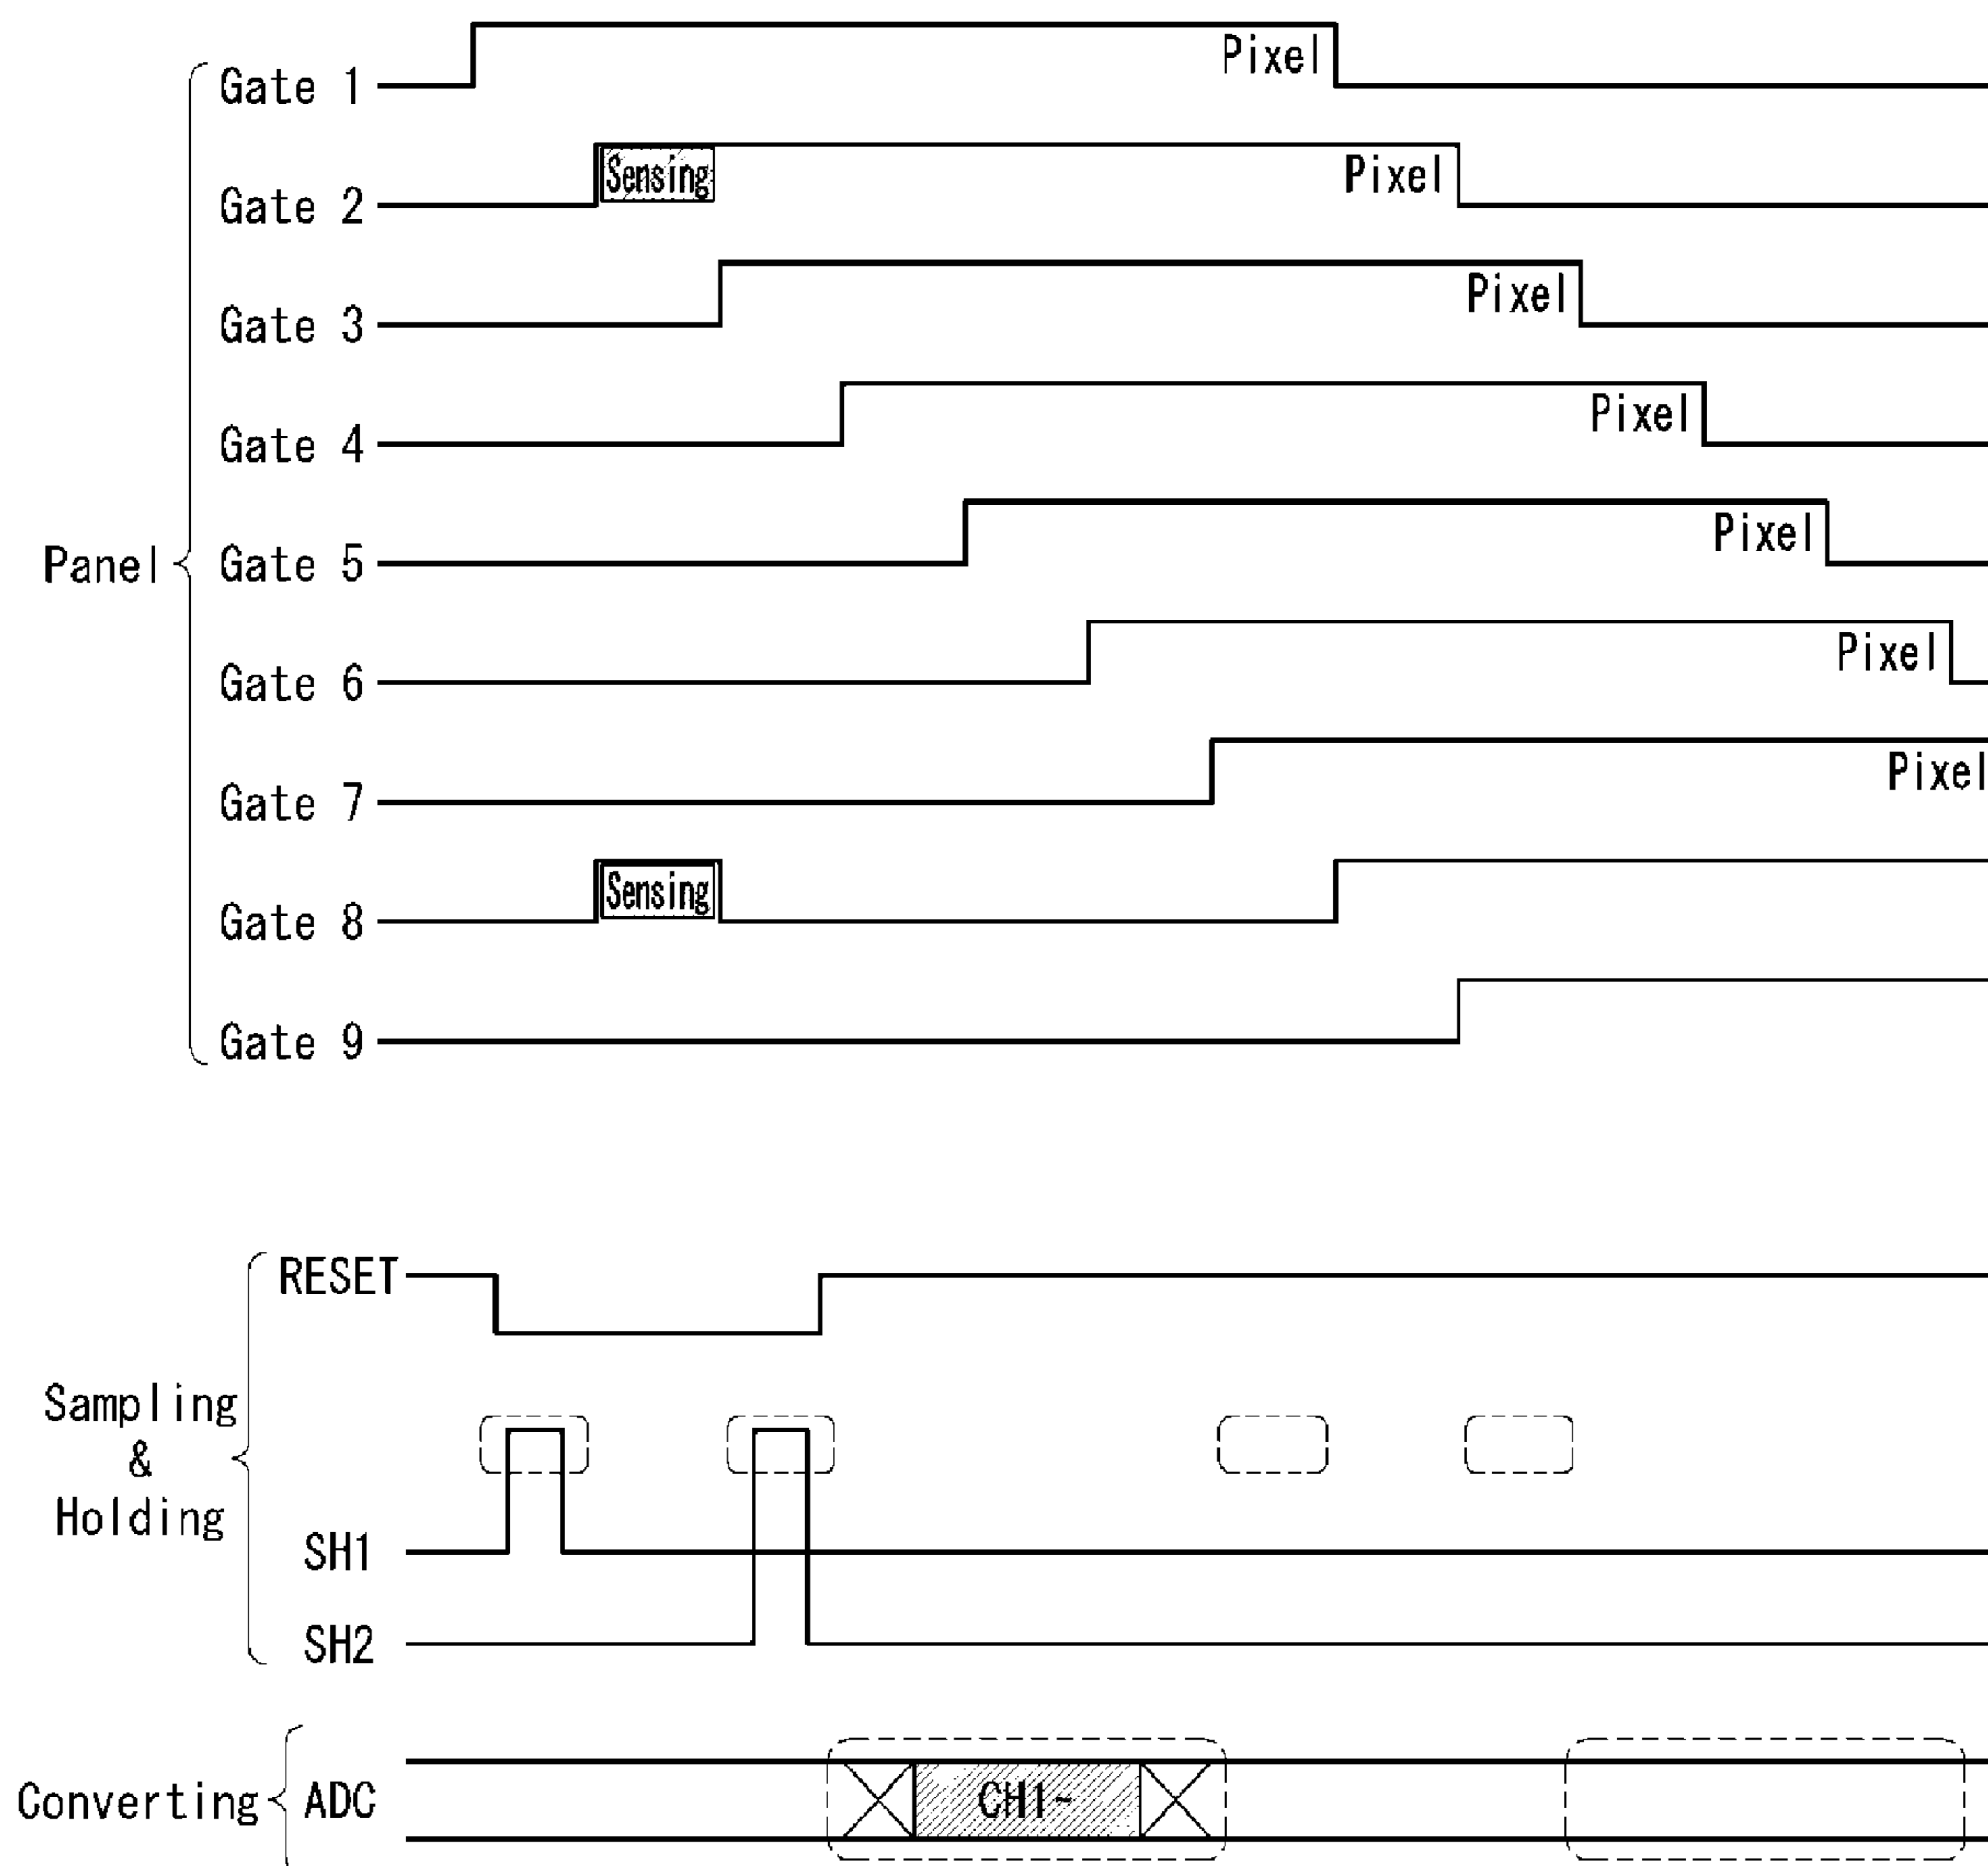 Gate 1
Pixel
Gate 2
Sensing
Pixel
Gate 3
Pixel
Gate 4
Pixel
Panel
Gate 5
Pixel
Gate 6
Pixel
Gate 7
Pixel
Gate 8
Sensing
Gate 9
Sampling
&
Holding
RESET
SH1
SH2
Converting
ADC
CH1~